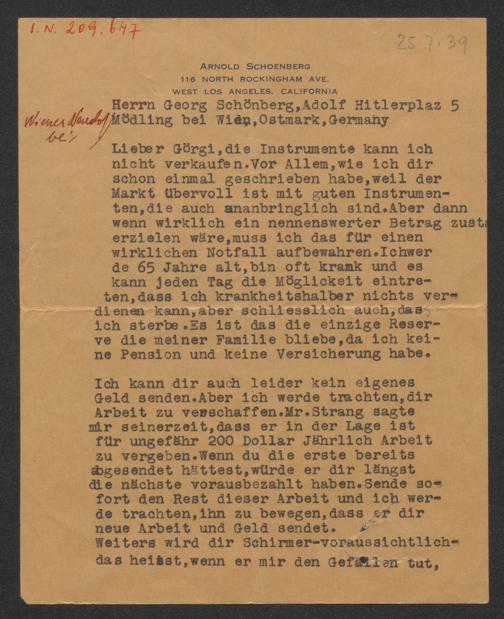 I.N. 209.647
25.7.39
ARNOLD SCHOENBERG
116 NORTH ROCKINGHAM AVE.
WEST LOS ANGELES, CALIFORNIA
Herrn Georg Schönberg,Adolf Hitlerplaz 5
Mödling bei Wien,Ostmark,Germany
Wiener
bei
Lieber Görgi,die Instrumente kann ich
nicht verkaufen.Vor Allem,wie ich dir
schon einmal geschrieben habe,weil der
Markt übervoll ist mit guten Instrumen-
ten,die auch ananbringlich sind.Aber dann
wenn wirklich ein nennenswerter Betrag zust
erzielen wäre,muss ich das für einen
wirklichen Notfall aufbewahren.Ichwer
de 65 Jahre alt,bin oft krank und es
kann jeden Tag die Möglickeit eintre-
ten,dass ich krankheitshalber nichts ver-
dienen kann,aber schliesslich auch,dass
ich sterbe.Es ist das die einzige Reser-
ve die meiner Familie bliebe,da ich kei-
ne Pension und keine Versicherung habe.
Ich kann dir auch leider kein eigenes
Geld senden.Aber ich werde trachten,dir
Arbeit zu verschaffen.Mr.Strang sagte
mir seinerzeit,dass er in der Lage ist
für ungefähr 200 Dollar Jährlich Arbeit
zu vergeben.Wenn du die erste bereits
abgesendet hättest,würde er dir längst
die nächste vorausbezahlt haben.Sende so-
fort den Rest dieser Arbeit und ich wer-
de trachten,ihn zu bewegen,dass er dir
neue Arbeit und Geld sendet.
Weiters wird dir Schirmer-voraussichtlich-
das heisst,wenn er mir den Gefallen tut,